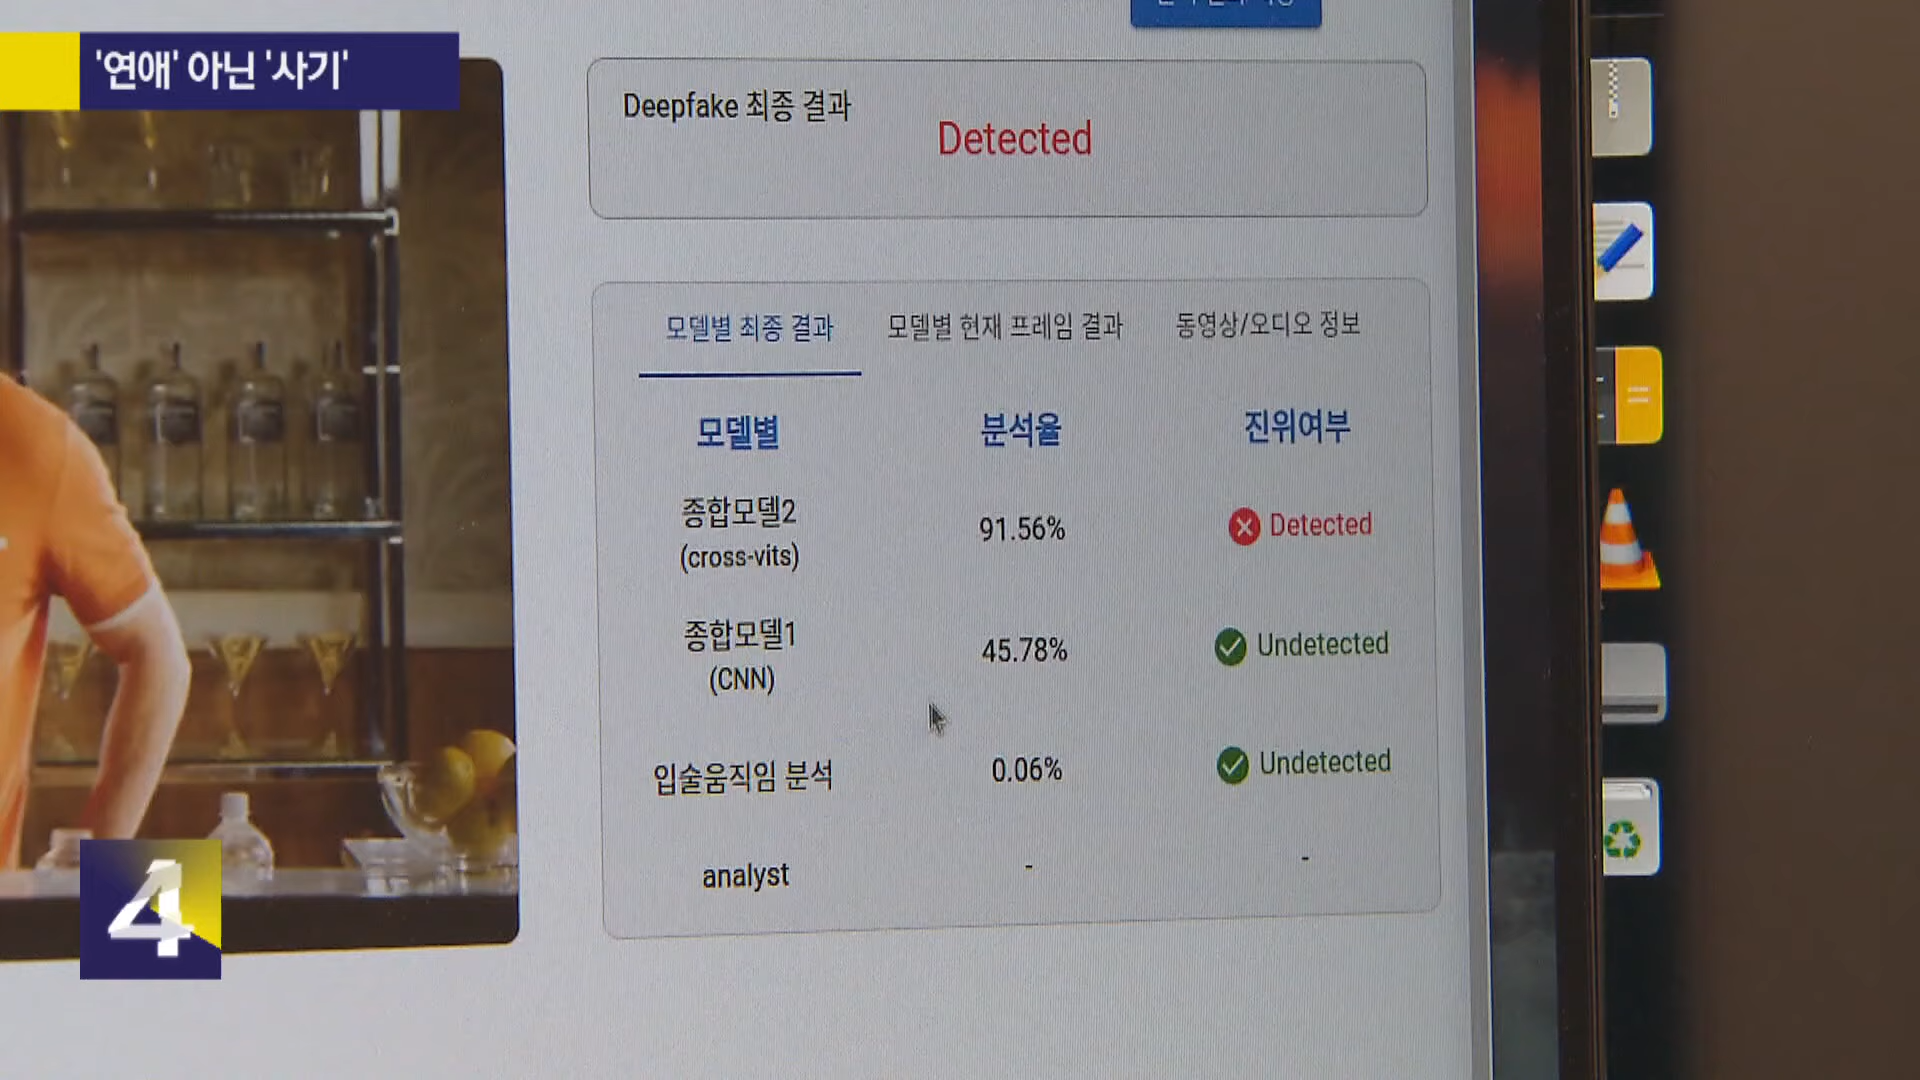 '연애' 아닌 '사기'
Deepfake 최종 결과
Detected
모델별 최종 결과 모델별 현재 프레임 결과 동영상/오디오 정보
모델별 분석율 진위여부
종합모델2
(cross-vits) 91.56% Detected
종합모델1
(CNN) 45.78% Undetected
입술움직임 분석 0.06% Undetected
analyst - -
4